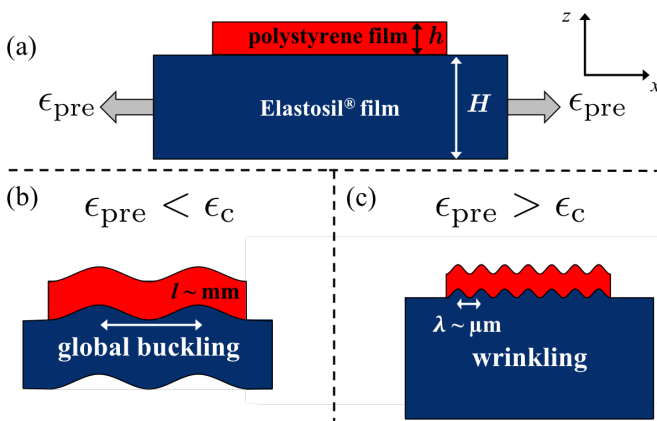 (a)
polystyrene film
h
z
x
ϵpre
Elastosil® film
H
ϵpre
(b)
ϵpre < ϵc
l ~ mm
global buckling
(c)
ϵpre > ϵc
λ ~ μm
wrinkling